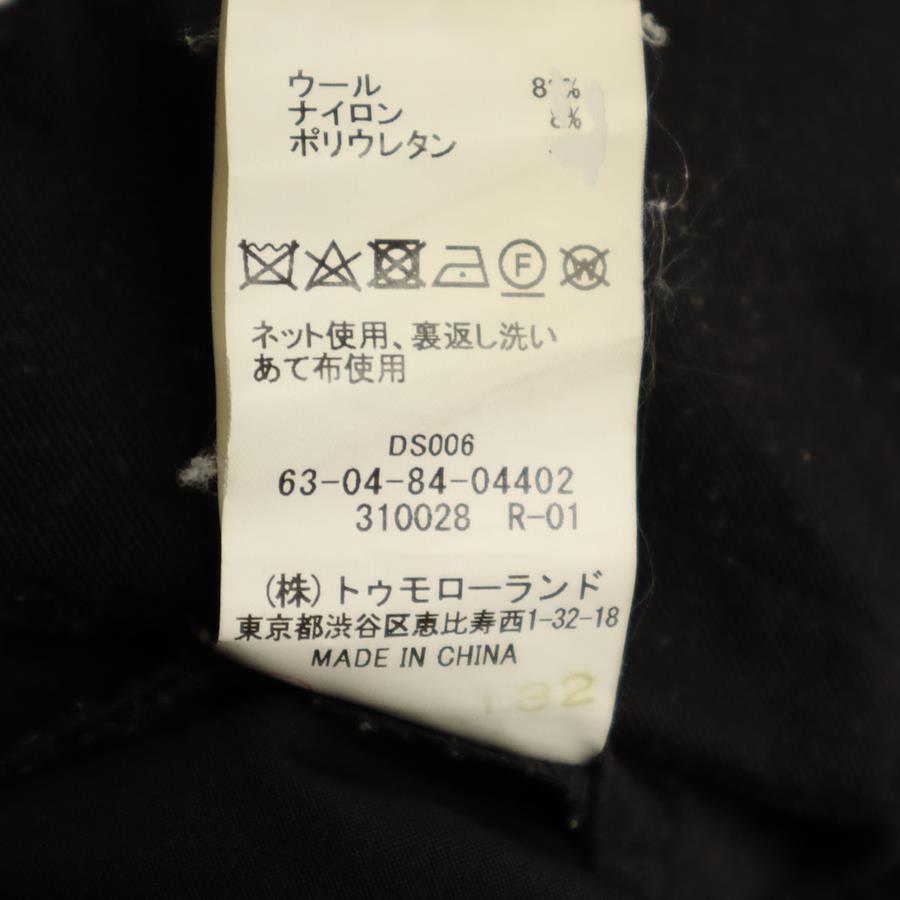 ウール
ナイロン 8%
ポリウレタン
F
W
ネット使用、裏返し洗い
あて布使用
DS006
63-04-84-04402
310028 R-01
(株)トゥモローランド
東京都渋谷区恵比寿西1-32-18
MADE IN CHINA
132